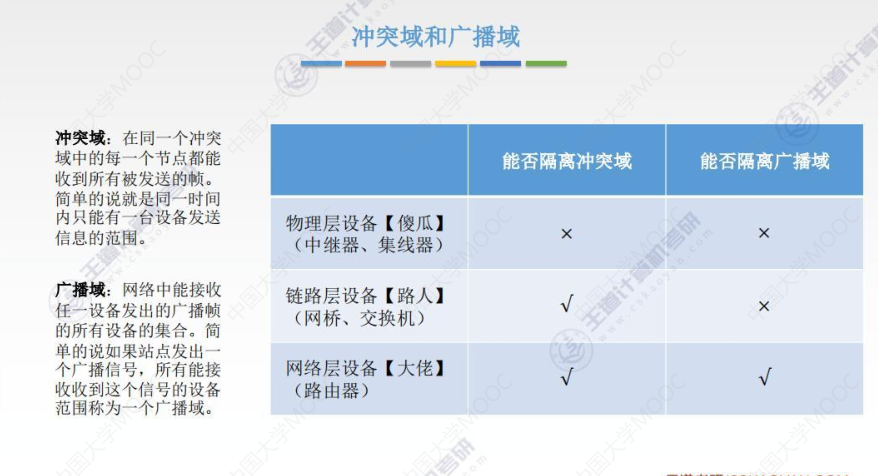 冲突域和广播域
冲突域：在同一个冲突
域中的每一个节点都能
收到所有被发送的帧。
简单的说就是同一时间
内只能有一台设备发送
信息的范围。
广播域：网络中能接收
任一设备发出的广播帧
的所有设备的集合。简
单的说如果站点发出一
个广播信号，所有能接
收收到这个信号的设备
范围称为一个广播域。
能否隔离冲突域 能否隔离广播域
物理层设备【傻瓜】
（中继器、集线器） × ×
链路层设备【路人】
（网桥、交换机） √ ×
网络层设备【大佬】
（路由器） √ √
王道计算机考研
www.cskaoyan.com
中国大学MOOC